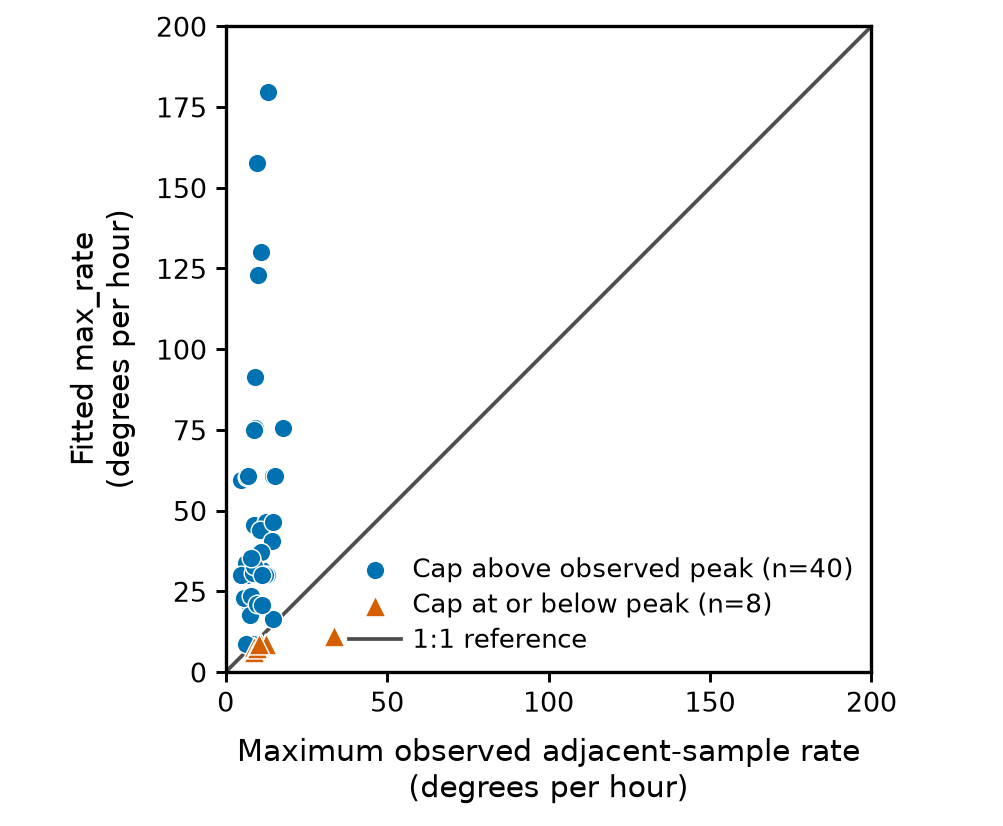 200
175
150
125
100
75
50
25
0
Fitted max_rate
(degrees per hour)
Cap above observed peak (n=40)
Cap at or below peak (n=8)
1:1 reference
0
50
100
150
200
Maximum observed adjacent-sample rate
(degrees per hour)